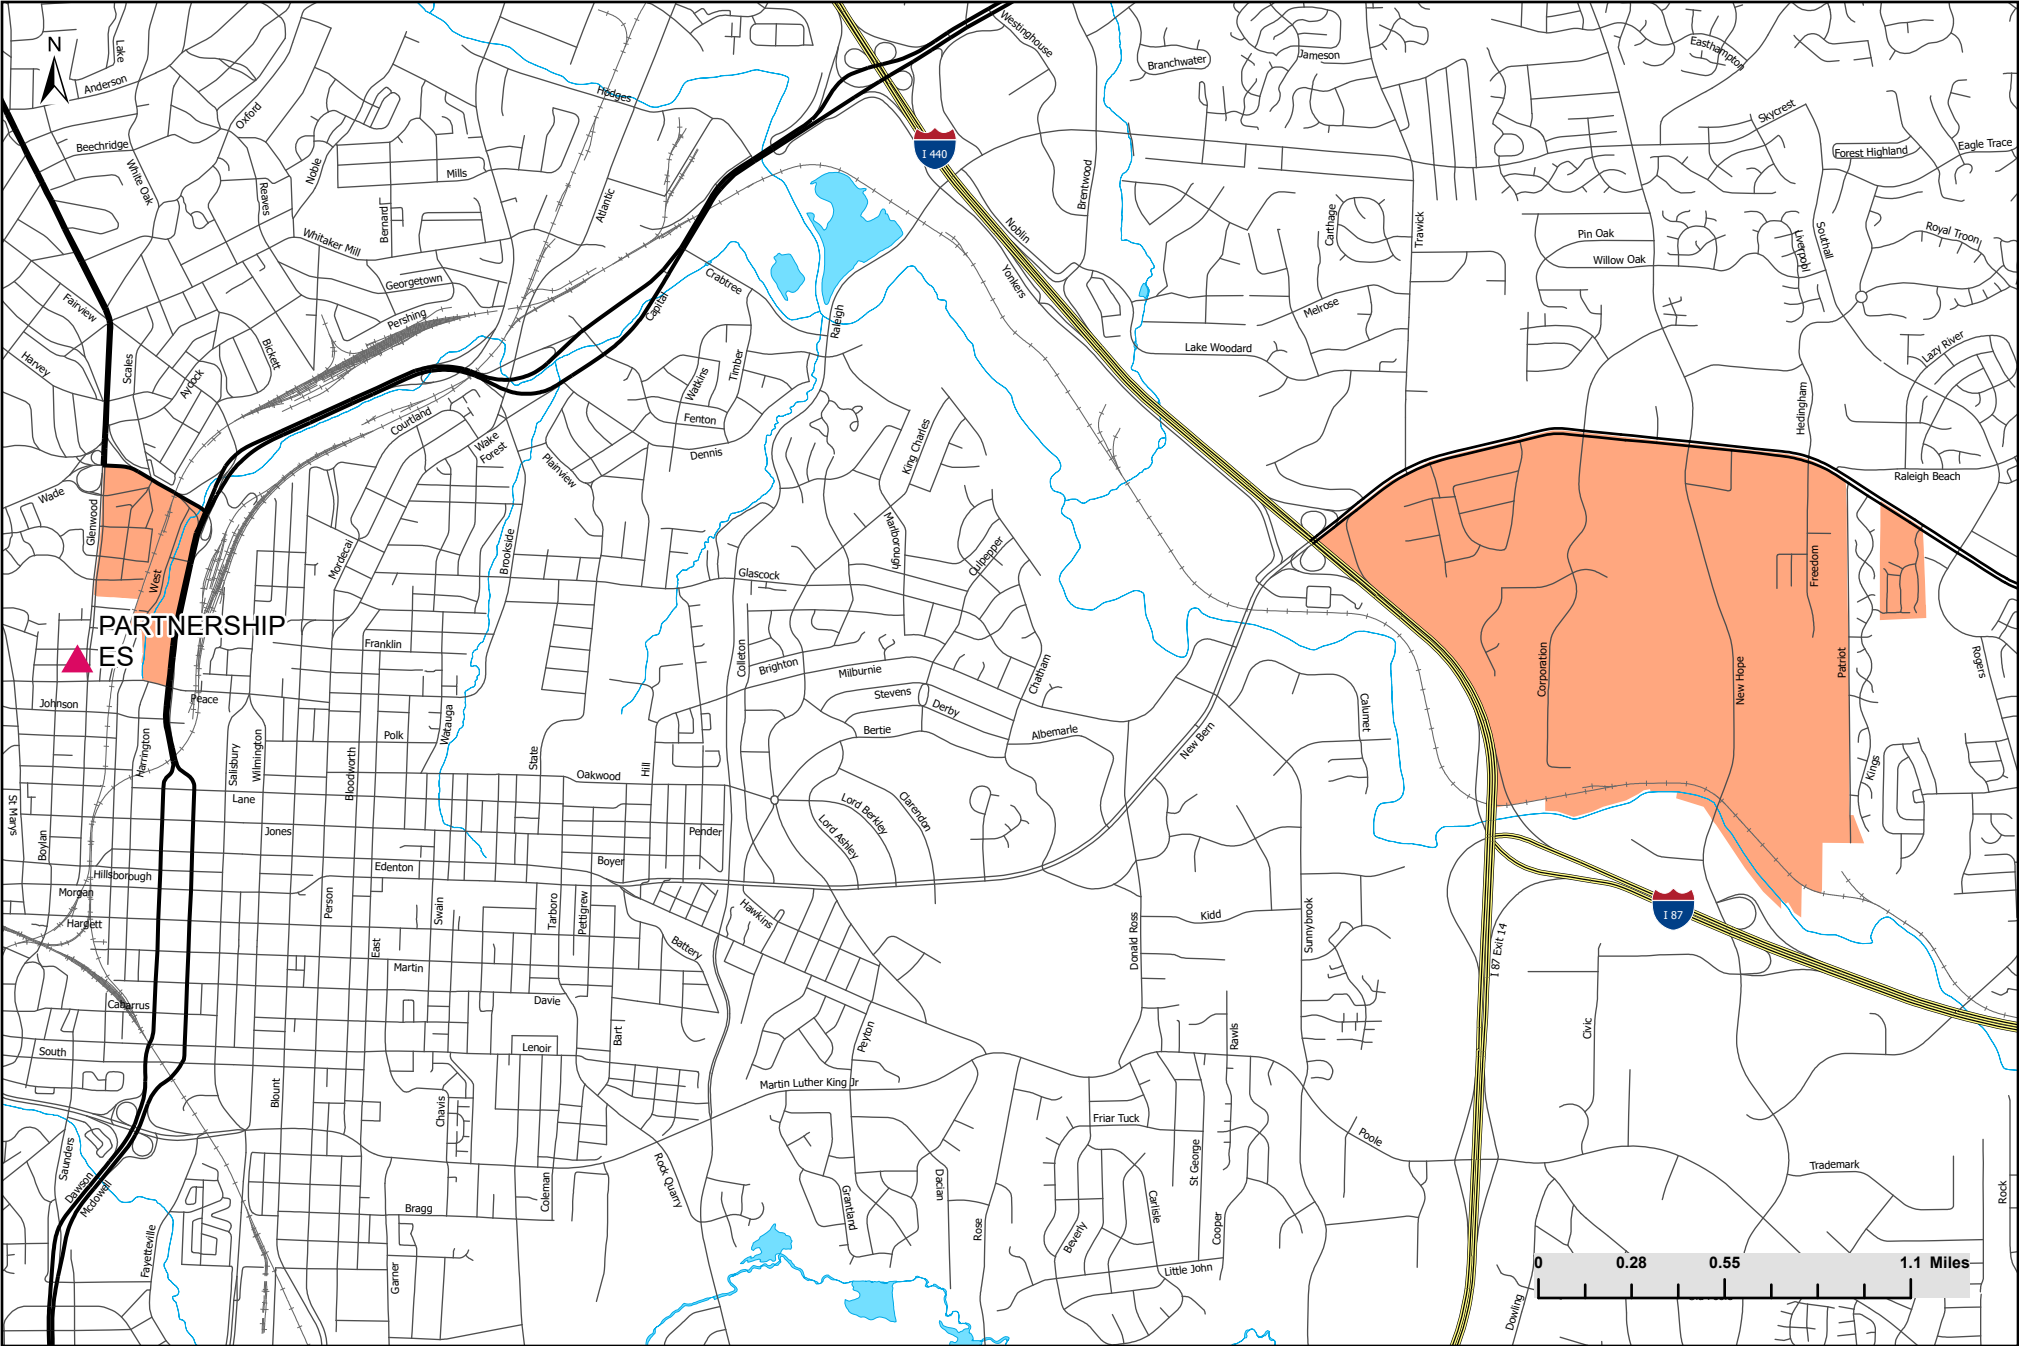 N
Lake
Anderson
Oxford
Beechridge
White Oak
Reaves
Noble
Mills
Bernard
Whitaker Mill
Georgetown
Pershing
Atlantic
Hodges
Westinghouse
Branchwater
Jameson
Easthampton
Skycrest
Forest Highland
Eagle Trace
I 440
Brentwood
Noblin
Yonkers
Carthage
Trawick
Pin Oak
Willow Oak
Liverpool
Southall
Royal Troon
Melrose
Lake Woodard
Lazy River
Hedingham
Raleigh Beach
Fairview
Harvey
Scales
Aycock
Bickett
Capital
Crabtree
Raleigh
Timber
Watkins
Fenton
Dennis
Courtland
Wake
Forest
Plainview
King Charles
Marlborough
Culpepper
Wade
Glenwood
West
Mordecai
Brookside
Glascock
PARTNERSHIP
ES
Franklin
Colleton
Brighton
Milburnie
Stevens
Derby
Bertie
Chatham
Albemarle
New Bern
Calumet
Corporation
New Hope
Freedom
Patriot
Kings
Rogers
Peace
Johnson
Harrington
Salisbury
Wilmington
Bloodworth
Polk
Watauga
State
Hill
Oakwood
Lane
St Marys
Boylan
Jones
Pender
Lord Berkley
Lord Ashley
Clarendon
Edenton
Boyer
Hillsborough
Morgan
Hargett
Person
Swain
East
Tarboro
Pettigrew
Hawkins
Battery
Martin
Davie
Cabarrus
South
Lenoir
Bart
Peyton
Donald Ross
Kidd
Sunnybrook
I 87
I 87 Exit 14
Civic
Rawls
Martin Luther King Jr
Blount
Chavis
Friar Tuck
St George
Poole
Trademark
Rock
Saunders
Dawson
Mcdowell
Fayetteville
Bragg
Coleman
Garner
Rock Quarry
Grantland
Dacian
Rose
Beverly
Carlisle
Cooper
Little John
Dowling
0 0.28 0.55 1.1 Miles